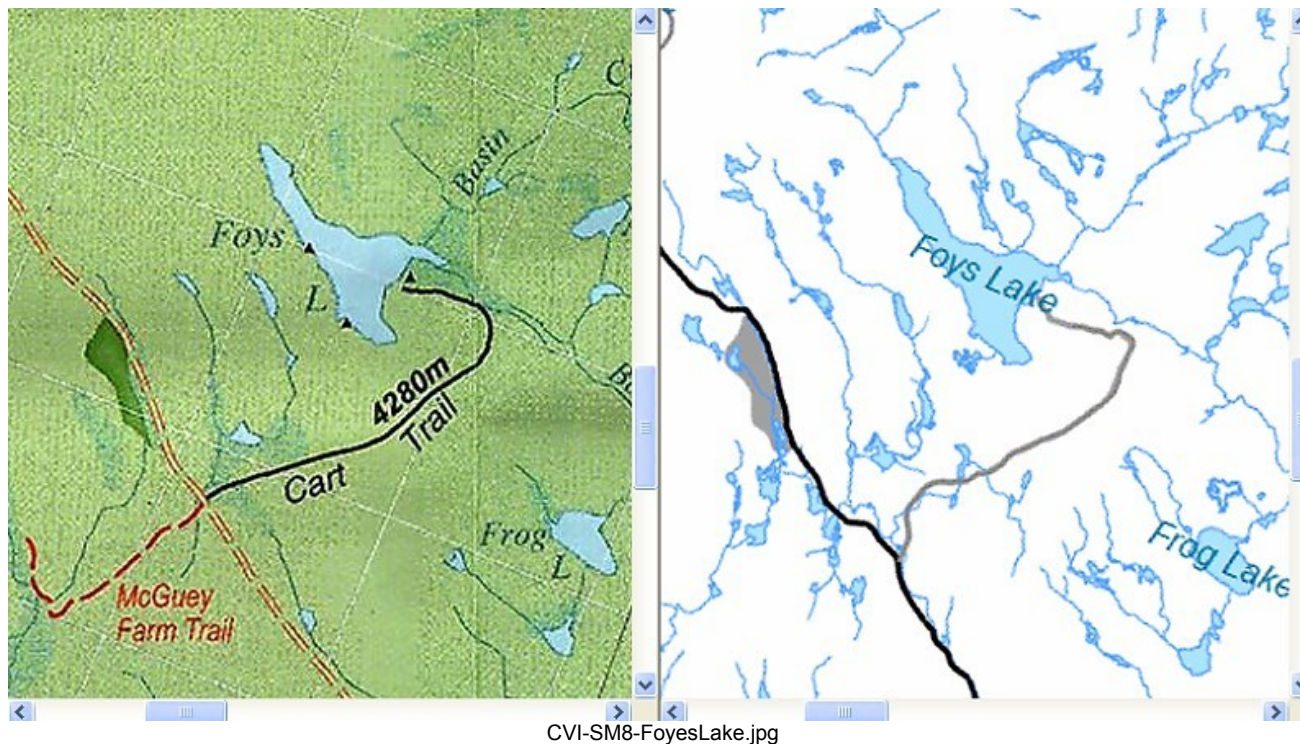 C
Basin
Foys
L
4280m
Trail
Cart
Frog
L
McGuey
Farm Trail
Foys Lake
Frog Lake
CVI-SM8-FoyesLake.jpg